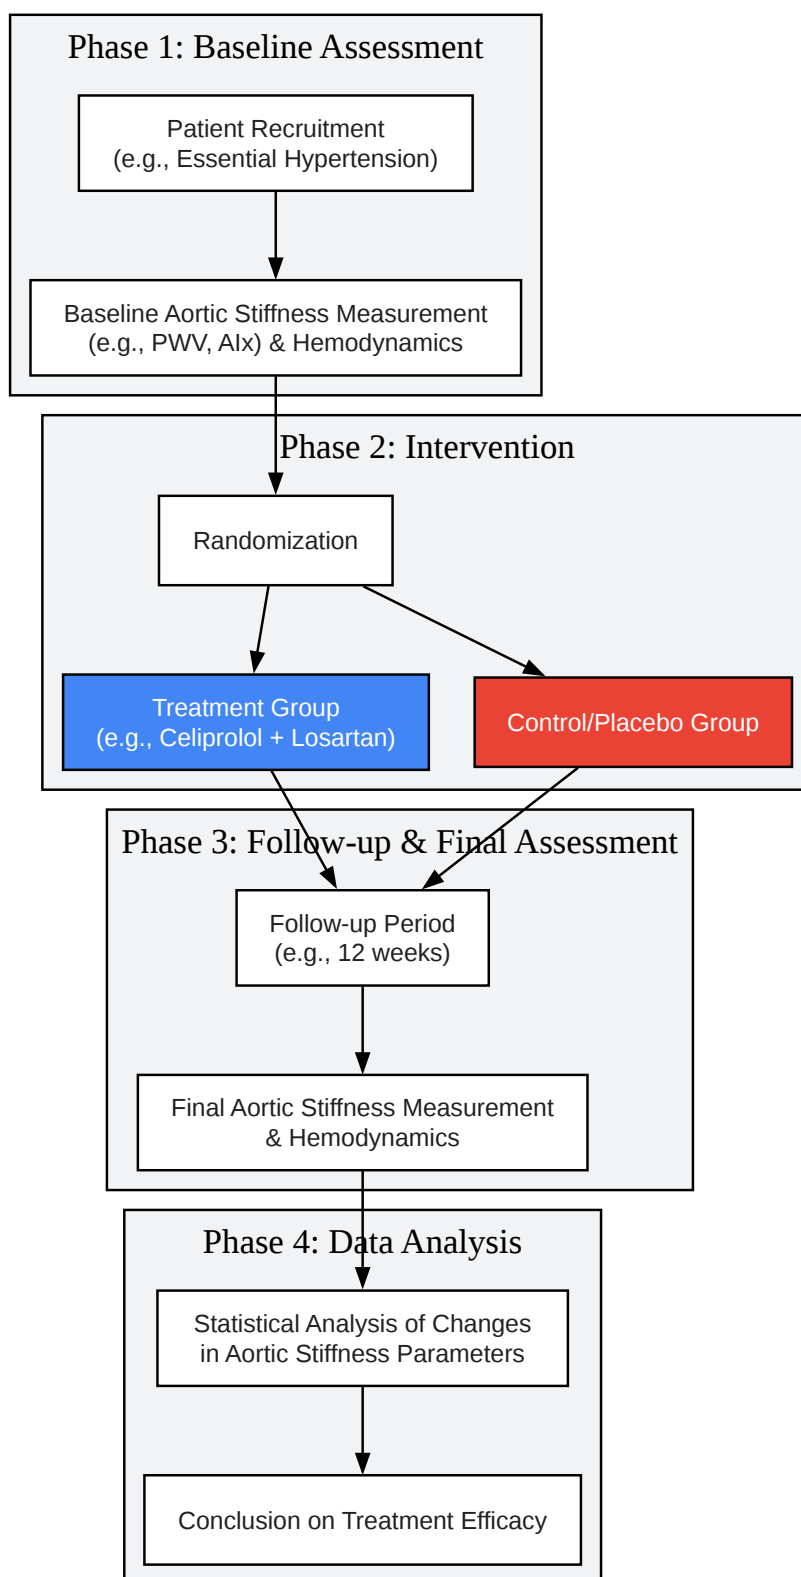 Phase 1: Baseline Assessment
Patient Recruitment
(e.g., Essential Hypertension)
Baseline Aortic Stiffness Measurement
(e.g., PWV, AIx) & Hemodynamics
Phase 2: Intervention
Randomization
Treatment Group
(e.g., Celiprolol + Losartan)
Control/Placebo Group
Phase 3: Follow-up & Final Assessment
Follow-up Period
(e.g., 12 weeks)
Final Aortic Stiffness Measurement
& Hemodynamics
Phase 4: Data Analysis
Statistical Analysis of Changes
in Aortic Stiffness Parameters
Conclusion on Treatment Efficacy